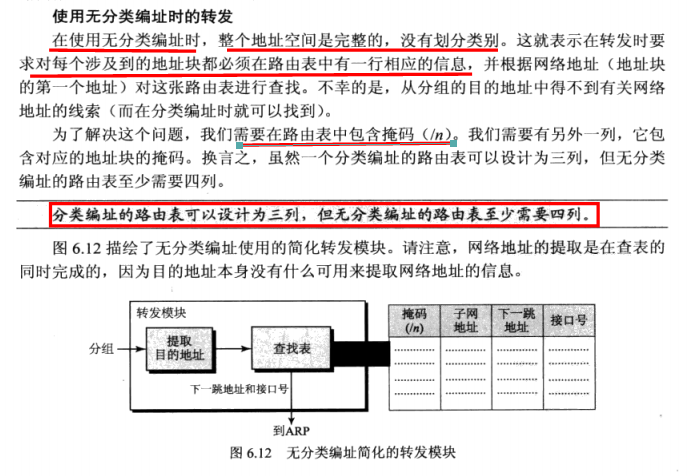 使用无分类编址时的转发
在使用无分类编址时，整个地址空间是完整的，没有划分类别。这就表示在转发时要
求对每个涉及到的地址块都必须在路由表中有一行相应的信息，并根据网络地址（地址块
的第一个地址）对这张路由表进行查找。不幸的是，从分组的目的地址中得不到有关网络
地址的线索（而在分类编址时就可以找到）。
为了解决这个问题，我们需要在路由表中包含掩码（/n）。我们需要有另外一列，它包
含对应的地址块的掩码。换言之，虽然一个分类编址的路由表可以设计为三列，但无分类
编址的路由表至少需要四列。
分类编址的路由表可以设计为三列，但无分类编址的路由表至少需要四列。
图 6.12 描绘了无分类编址使用的简化转发模块。请注意，网络地址的提取是在查表的
同时完成的，因为目的地址本身没有什么可用来提取网络地址的信息。
转发模块
分组
提取
目的地址
查找表
下一跳地址和接口号
到ARP
掩码
(/n)
子网
地址
下一跳
地址
接口号
图 6.12 无分类编址简化的转发模块